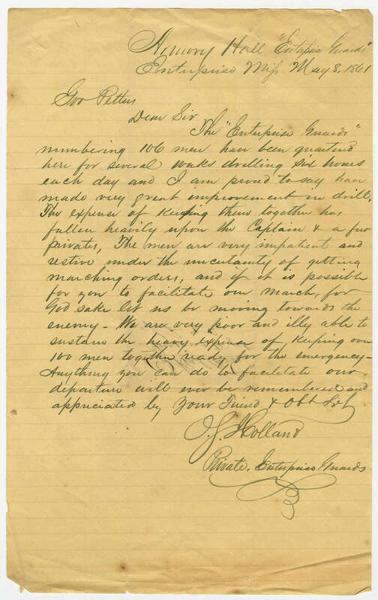 Armory Hall "Enterprise Guards"
Enterprise Miss May 8, 1861
Gov Pettus
Dear Sir
The "Enterprise Guards"
numbering 106 men have been quartered
here for several weeks drilling six hours
each day and I am proud to say have
made very great improvement in drill.
The expense of keeping them together has
fallen heavily upon the Captain & a few
privates, The men are very impatient and
restive under the uncertainty of getting
marching orders, and if it is possible
for you to facilitate our march, for
God sake let us be moving towards the
enemy - We are very poor and illy able to
sustain the heavy expense of keeping over
100 men together ready for the emergency -
Anything you can do to facilitate our
departure will ever be remembered and
appreciated by Your Friend & Obt Svt
Holland
Private, Enterprise Guards